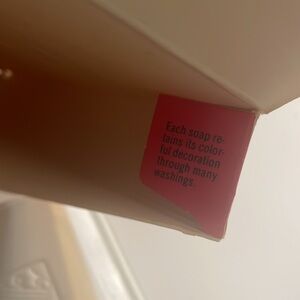 Each soap re-
tains its color-
ful decoration
through many
washings.